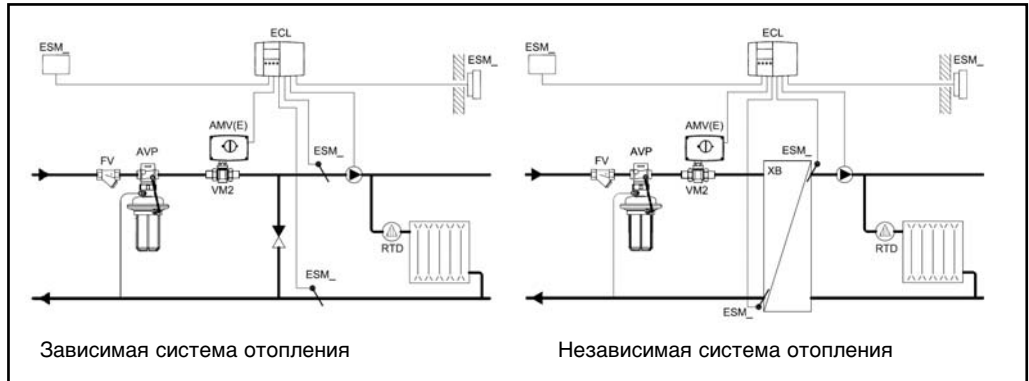 ESM_
ECL
ESM_
AMV(E)
FV
AVP
ESM_
VM2
RTD
ESM_
Зависимая система отопления
ESM_
ECL
ESM_
AMV(E)
FV
AVP
ESM_
XB
VM2
RTD
ESM_
Независимая система отопления